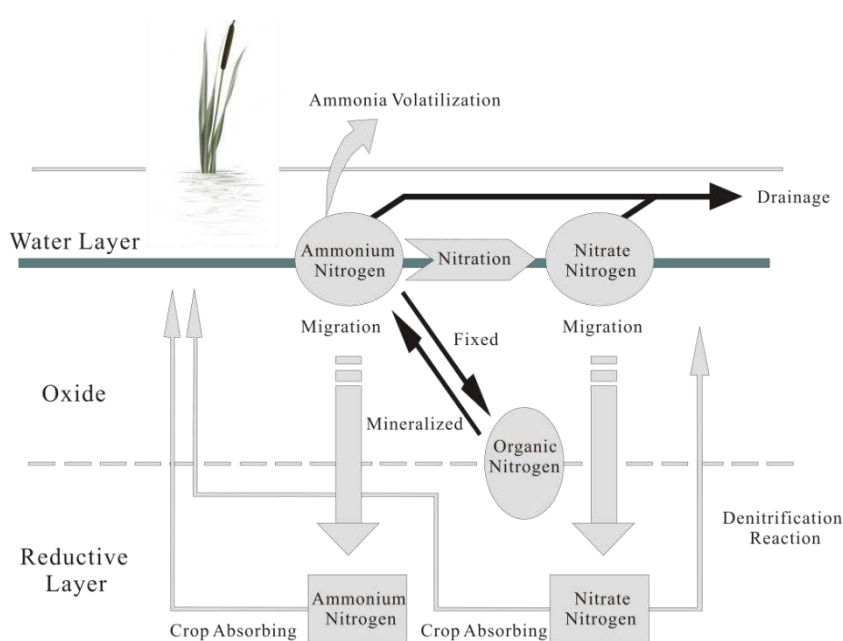 Ammonia Volatilization
Drainage
Water Layer
Ammonium
Nitrogen
Nitration
Nitrate
Nitrogen
Migration
Fixed
Migration
Oxide
Mineralized
Organic
Nitrogen
Denitrification
Reaction
Reductive
Layer
Ammonium
Nitrogen
Nitrate
Nitrogen
Crop Absorbing
Crop Absorbing